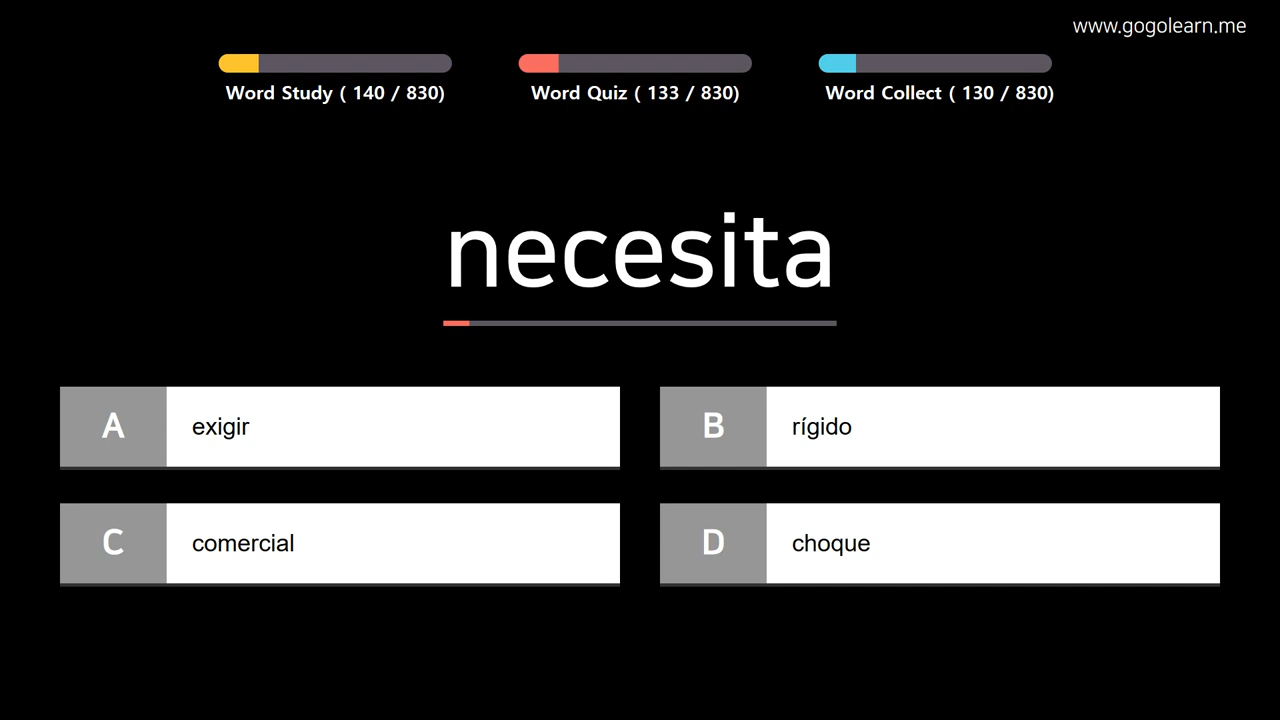 www.gogolearn.me
Word Study ( 140 / 830)
Word Quiz ( 133 / 830)
Word Collect ( 130 / 830)
necesita
A exigir
B rígido
C comercial
D choque